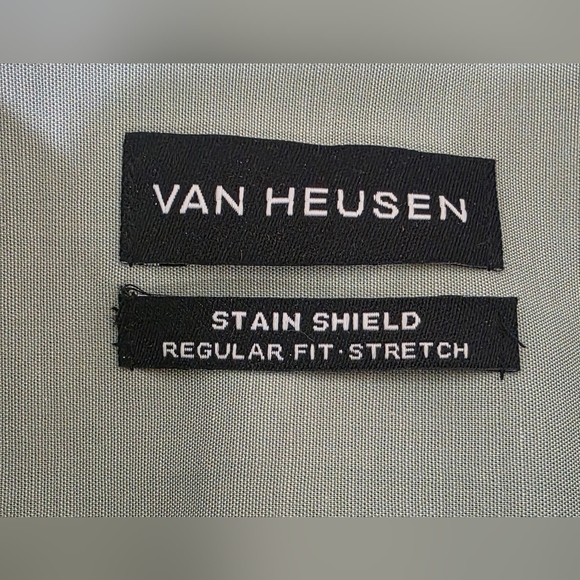 VAN HEUSEN
STAIN SHIELD
REGULAR FIT·STRETCH